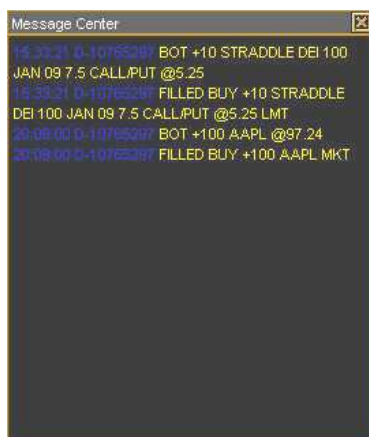 Message Center
15:33:21 D-10765297 BOT +10 STRADDLE DEI 100
JAN 09 7.5 CALL/PUT @5.25
15:33:21 D-10765297 FILLED BUY +10 STRADDLE
DEI 100 JAN 09 7.5 CALL/PUT @5.25 LMT
20:09:00 D-10765297 BOT +100 AAPL @97.24
20:09:00 D-10765297 FILLED BUY +100 AAPL MKT